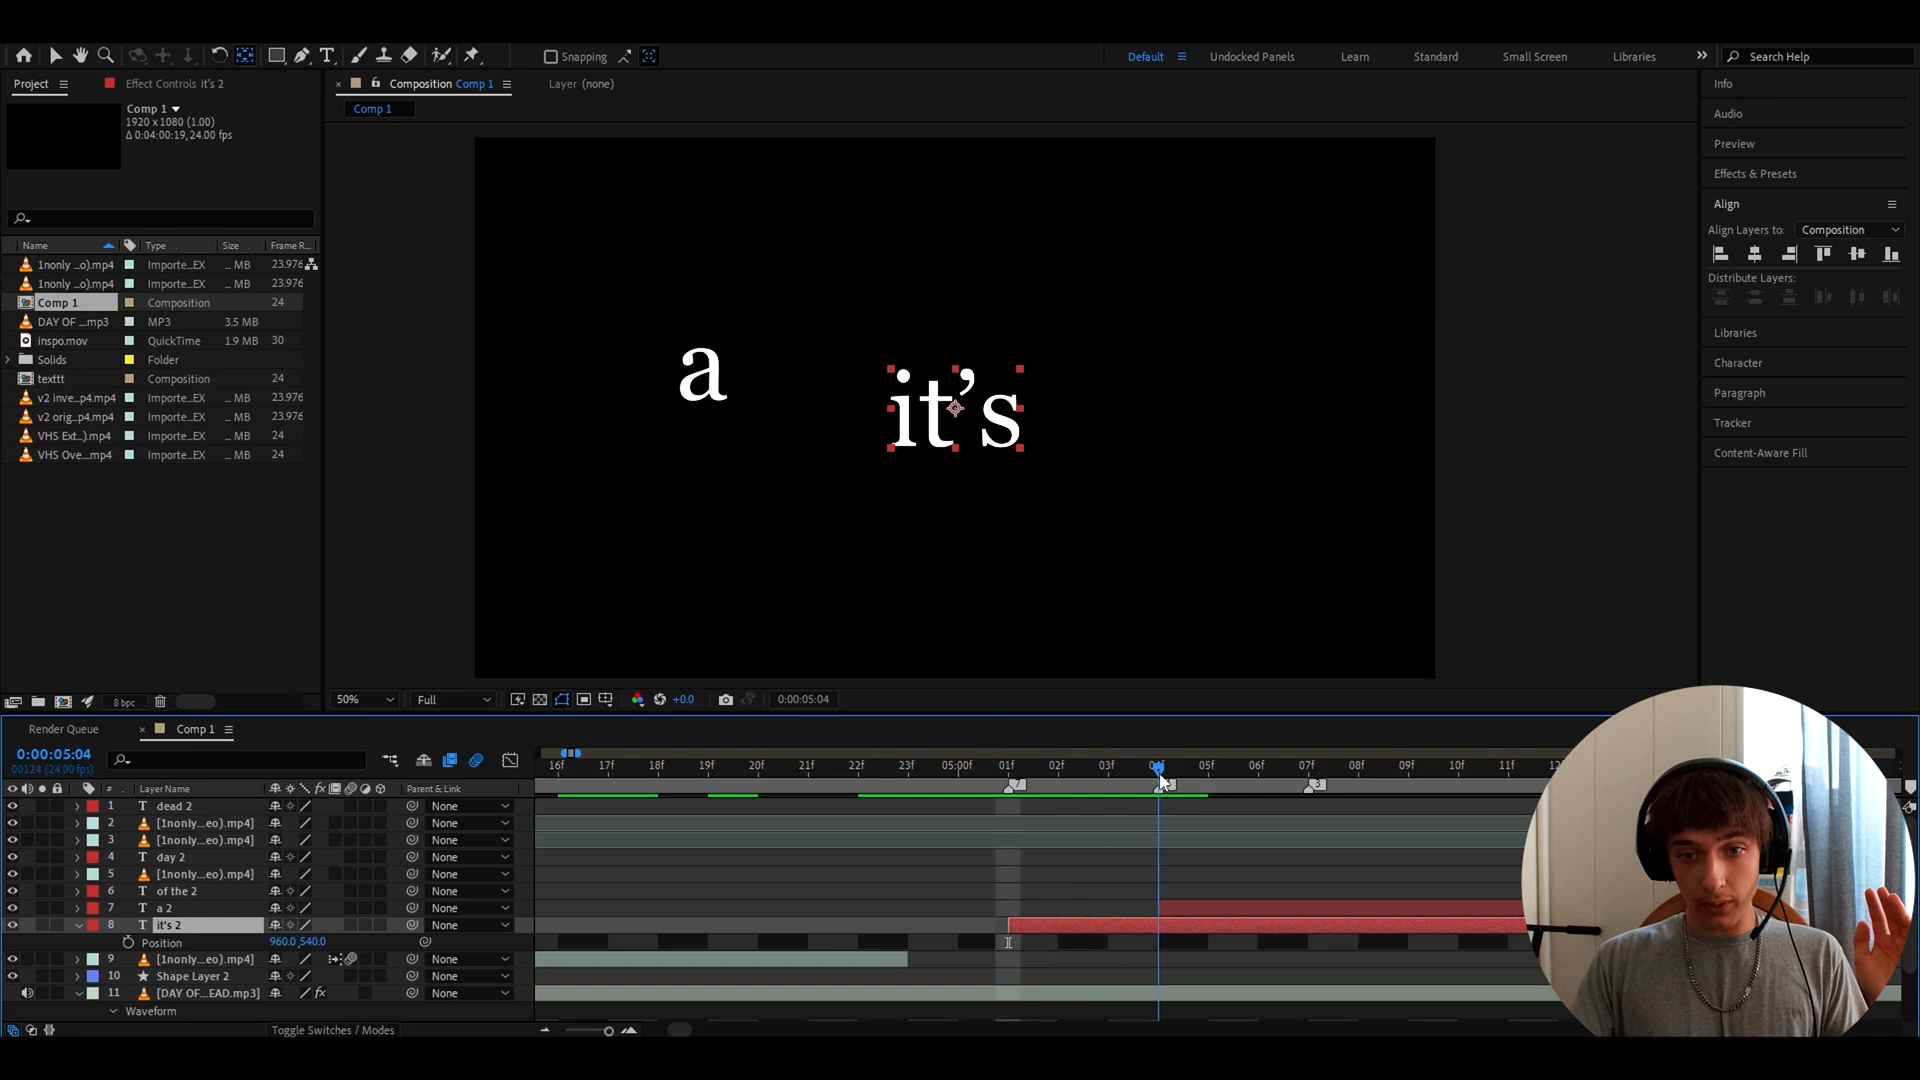 Snapping
Default
Undocked Panels
Learn
Standard
Small Screen
Libraries
Search Help
Project
Effect Controls it's 2
Composition Comp 1
Layer (none)
Info
Comp 1
1920 x 1080 (1.00)
Δ 0:04:00:19, 24.00 fps
Comp 1
Audio
Preview
Effects & Presets
Align
Align Layers to:
Composition
Distribute Layers:
Libraries
Character
Paragraph
Tracker
Content-Aware Fill
Name
Type
Size
Frame R...
1nonly ...o).mp4 Importe...EX ... MB 23.976
1nonly ...o).mp4 Importe...EX ... MB 23.976
Comp 1 Composition 24
DAY OF ...mp3 MP3 3.5 MB
inspo.mov QuickTime 1.9 MB 30
Solids Folder
texttt Composition 24
v2 inve...p4.mp4 Importe...EX ... MB 23.976
v2 orig...p4.mp4 Importe...EX ... MB 23.976
VHS Ext...).mp4 Importe...EX ... MB 24
VHS Ove...mp4 Importe...EX ... MB 24
a
it's
8 bpc
50%
Full
+0.0
0:00:05:04
Render Queue
Comp 1
0:00:05:04
00124 (24.00 fps)
16f 17f 18f 19f 20f 21f 22f 23f 05:00f 01f 02f 03f 04f 05f 06f 07f 08f 09f 10f 11f
7
3
# Layer Name fx Parent & Link
1 T dead 2 None
2 [1nonly...eo).mp4] None
3 [1nonly...eo).mp4] None
4 T day 2 None
5 [1nonly...eo).mp4] None
6 T of the 2 None
7 T a 2 None
8 T it's 2 None
Position 960.0,540.0
9 [1nonly...eo).mp4] None
10 Shape Layer 2 None
11 [DAY OF...EAD.mp3] fx None
Waveform
Toggle Switches / Modes